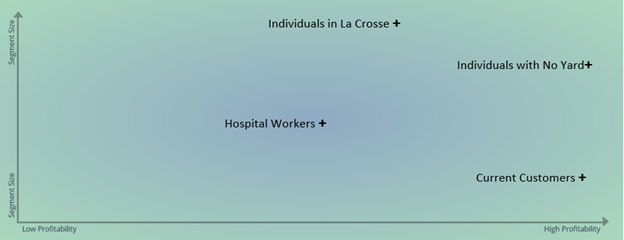 Individuals in La Crosse +
Segment Size
Individuals with No Yard+
Hospital Workers +
Current Customers +
Segment Size
Low Profitability
High Profitability